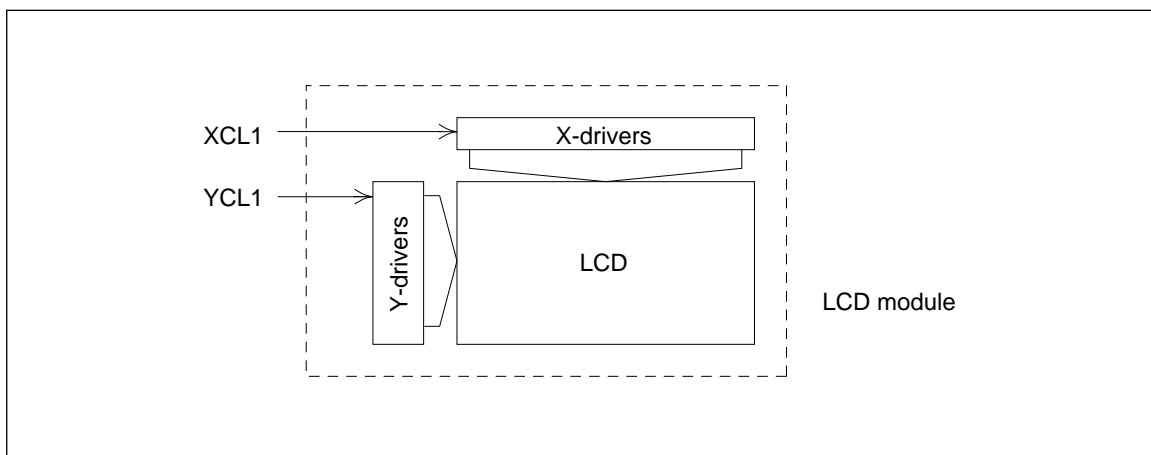 XCL1
X-drivers
YCL1
Y-drivers
LCD
LCD module